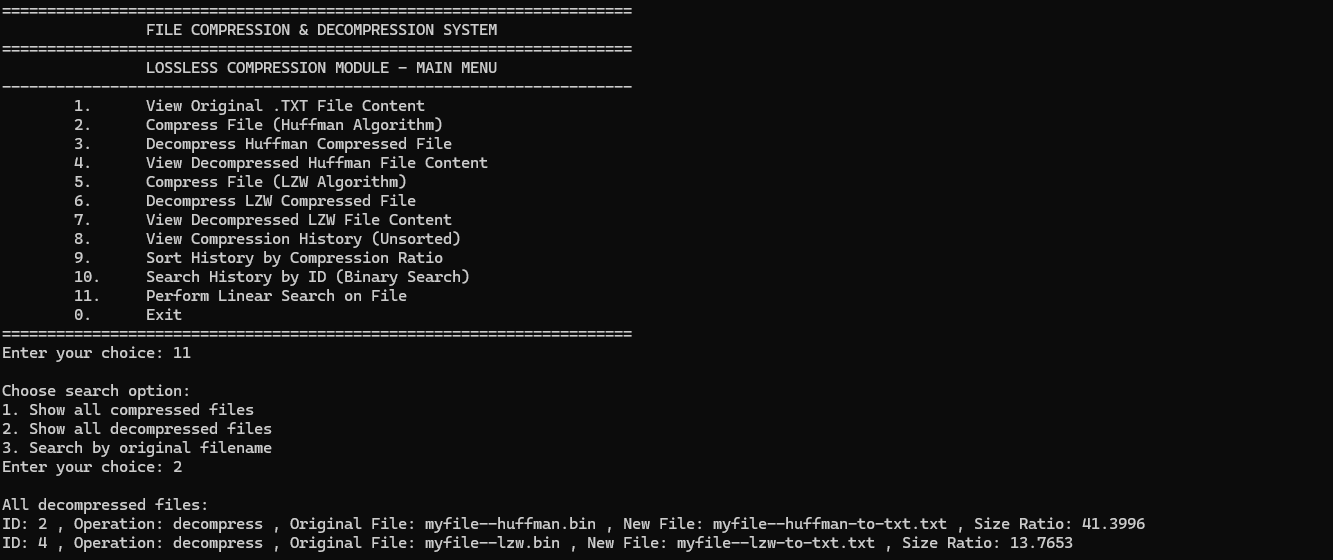 ======================================================================
FILE COMPRESSION & DECOMPRESSION SYSTEM
======================================================================
LOSSLESS COMPRESSION MODULE - MAIN MENU
----------------------------------------------------------------------
1. View Original .TXT File Content
2. Compress File (Huffman Algorithm)
3. Decompress Huffman Compressed File
4. View Decompressed Huffman File Content
5. Compress File (LZW Algorithm)
6. Decompress LZW Compressed File
7. View Decompressed LZW File Content
8. View Compression History (Unsorted)
9. Sort History by Compression Ratio
10. Search History by ID (Binary Search)
11. Perform Linear Search on File
0. Exit
======================================================================
Enter your choice: 11
Choose search option:
1. Show all compressed files
2. Show all decompressed files
3. Search by original filename
Enter your choice: 2
All decompressed files:
ID: 2 , Operation: decompress , Original File: myfile--huffman.bin , New File: myfile--huffman-to-txt.txt , Size Ratio: 41.3996
ID: 4 , Operation: decompress , Original File: myfile--lzw.bin , New File: myfile--lzw-to-txt.txt , Size Ratio: 13.7653